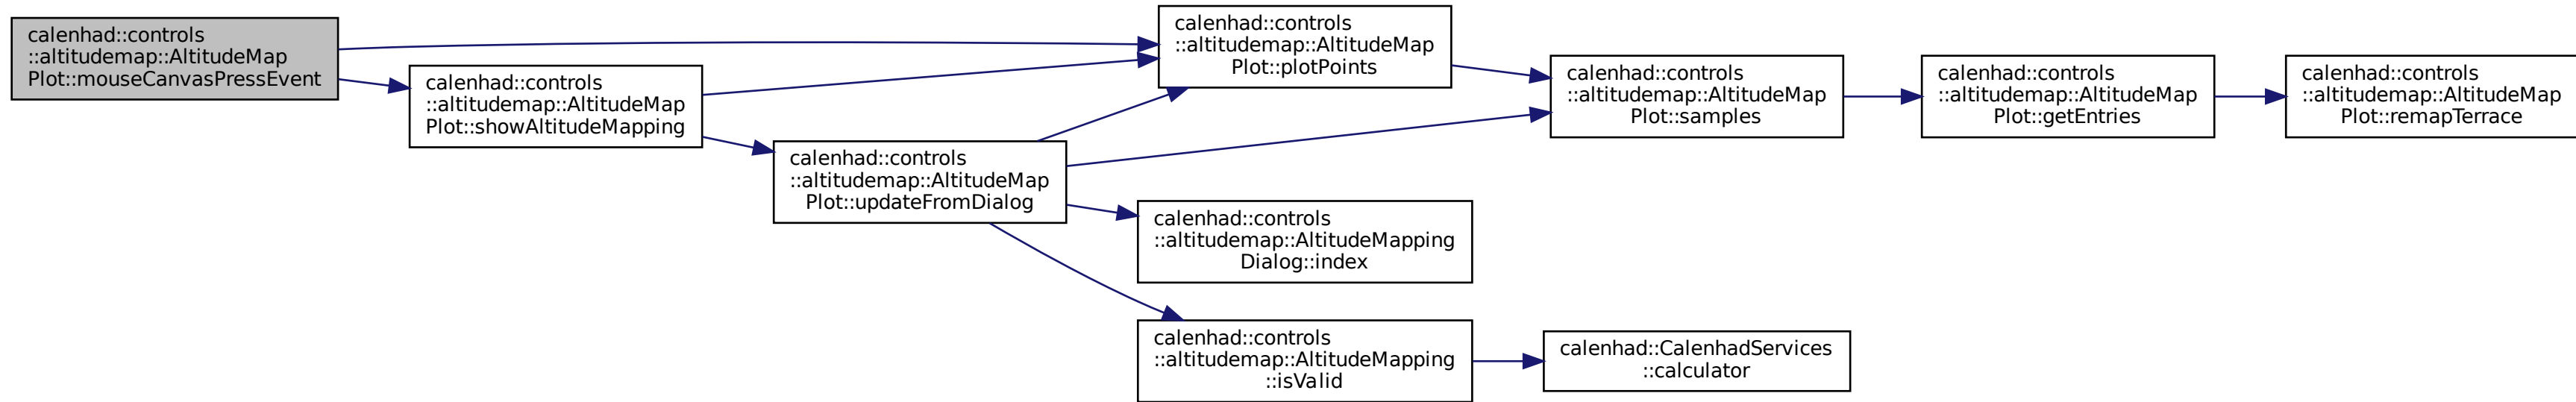 calenhad::controls
::altitudemap::AltitudeMap
Plot::mouseCanvasPressEvent
calenhad::controls
::altitudemap::AltitudeMap
Plot::showAltitudeMapping
calenhad::controls
::altitudemap::AltitudeMap
Plot::updateFromDialog
calenhad::controls
::altitudemap::AltitudeMap
Plot::plotPoints
calenhad::controls
::altitudemap::AltitudeMapping
Dialog::index
calenhad::controls
::altitudemap::AltitudeMapping
::isValid
calenhad::controls
::altitudemap::AltitudeMap
Plot::samples
calenhad::CalenhadServices
::calculator
calenhad::controls
::altitudemap::AltitudeMap
Plot::getEntries
calenhad::controls
::altitudemap::AltitudeMap
Plot::remapTerrace